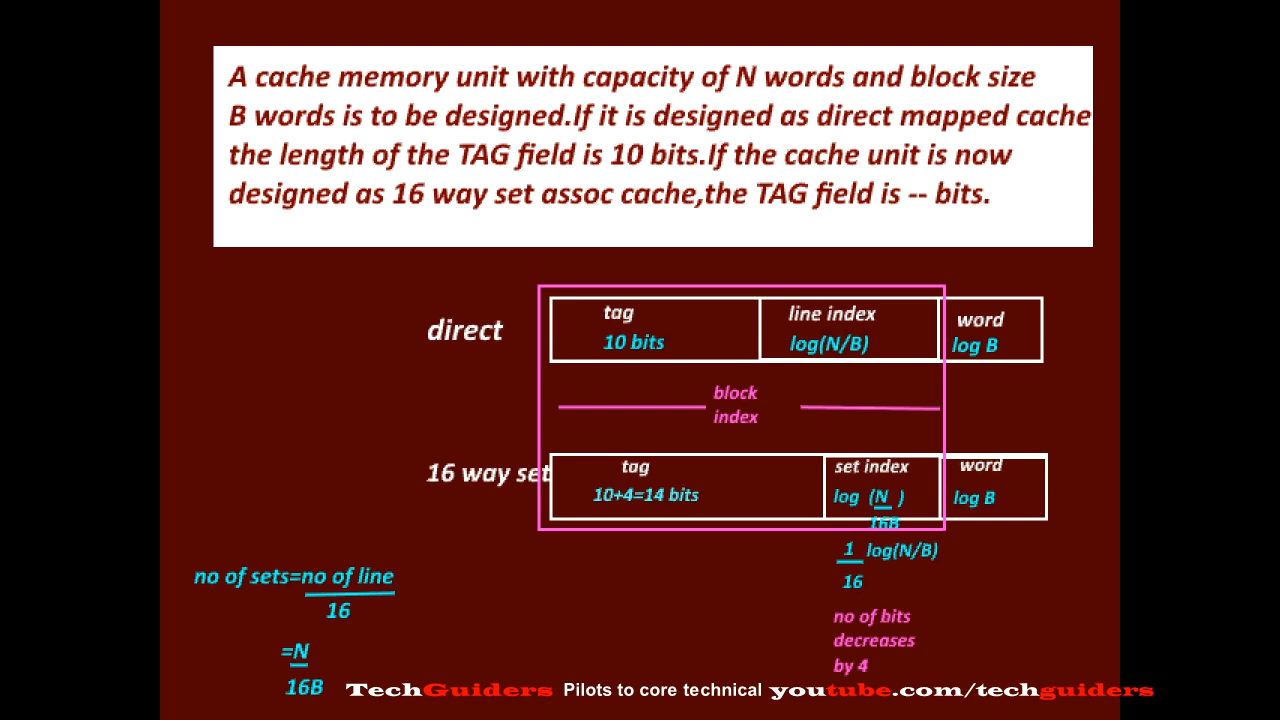 A cache memory unit with capacity of N words and block size
B words is to be designed.If it is designed as direct mapped cache
the length of the TAG field is 10 bits.If the cache unit is now
designed as 16 way set assoc cache,the TAG field is -- bits.
direct
tag
10 bits
line index
log(N/B)
word
log B
block
index
16 way set
tag
10+4=14 bits
set index
log (N )
16B
word
log B
1 log(N/B)
16
no of bits
decreases
by 4
no of sets=no of line
16
=N
16B
TechGuiders Pilots to core technical youtube.com/techguiders